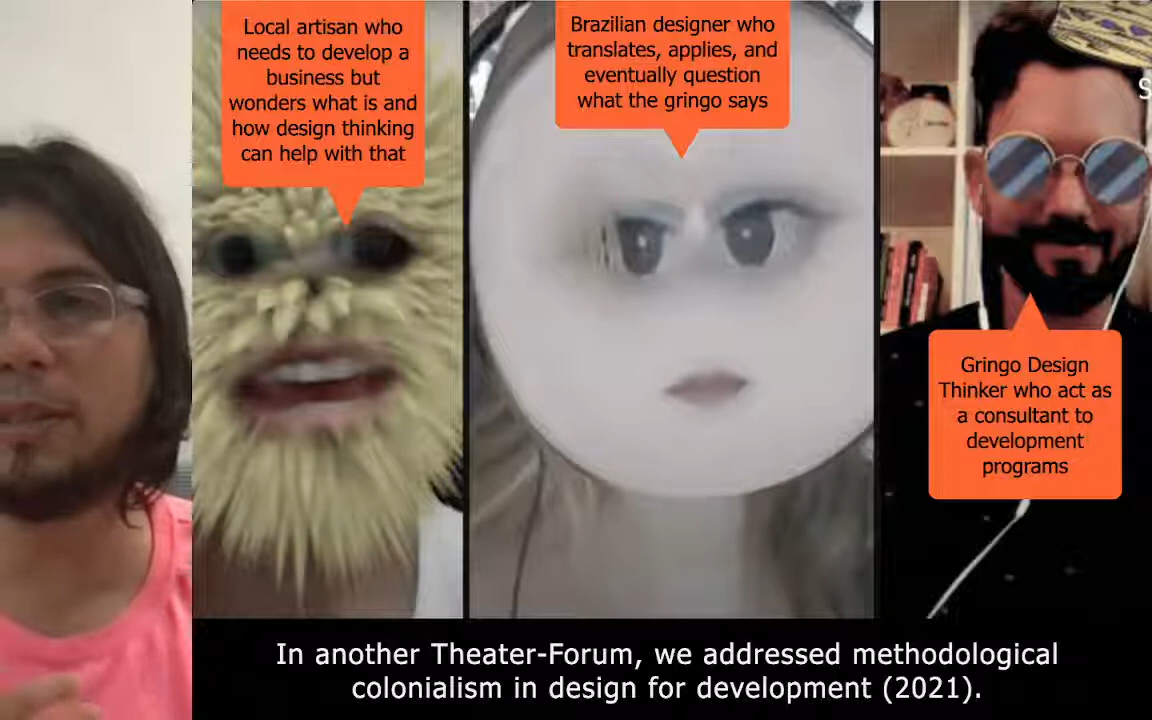 Local artisan who
needs to develop a
business but
wonders what is and
how design thinking
can help with that
Brazilian designer who
translates, applies, and
eventually question
what the gringo says
S
Gringo Design
Thinker who act as
a consultant to
development
programs
In another Theater-Forum, we addressed methodological
colonialism in design for development (2021).